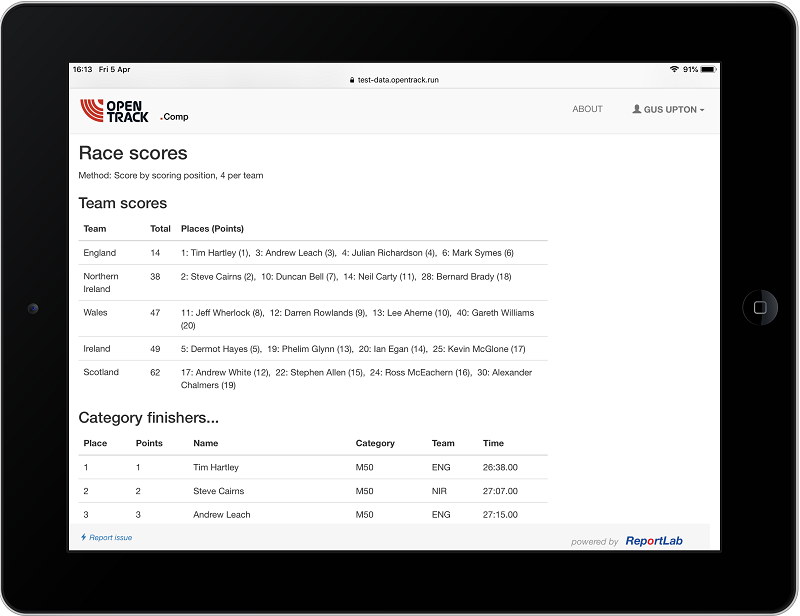 16:13 Fri 5 Apr
91%
test-data.opentrack.run
OPEN
TRACK
.Comp
ABOUT
GUS UPTON
Race scores
Method: Score by scoring position, 4 per team
Team scores
Team Total Places (Points)
England 14 1: Tim Hartley (1), 3: Andrew Leach (3), 4: Julian Richardson (4), 6: Mark Symes (6)
Northern 38 2: Steve Cairns (2), 10: Duncan Bell (7), 14: Neil Carty (11), 28: Bernard Brady (18)
Ireland
Wales 47 11: Jeff Wherlock (8), 12: Darren Rowlands (9), 13: Lee Aherne (10), 40: Gareth Williams
(20)
Ireland 49 5: Dermot Hayes (5), 19: Phelim Glynn (13), 20: Ian Egan (14), 25: Kevin McGlone (17)
Scotland 62 17: Andrew White (12), 22: Stephen Allen (15), 24: Ross McEachern (16), 30: Alexander
Chalmers (19)
Category finishers...
Place Points Name Category Team Time
1 1 Tim Hartley M50 ENG 26:38.00
2 2 Steve Cairns M50 NIR 27:07.00
3 3 Andrew Leach M50 ENG 27:15.00
Report issue
powered by ReportLab